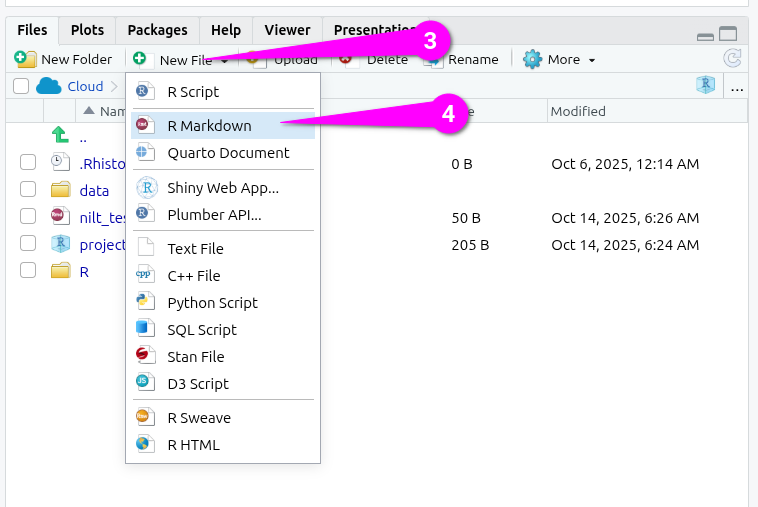 Files Plots Packages Help Viewer Presentation
New Folder New File Upload Delete Rename More
3
Cloud ...
R Script
Name Modified
R Markdown
4
..
Quarto Document
.Rhisto 0 B Oct 6, 2025, 12:14 AM
Shiny Web App...
data
Plumber API...
nilt_tes 50 B Oct 14, 2025, 6:26 AM
project 205 B Oct 14, 2025, 6:24 AM
R
Text File
C++ File
Python Script
SQL Script
Stan File
D3 Script
R Sweave
R HTML